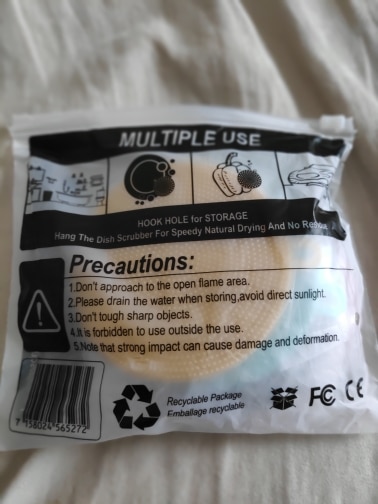 MULTIPLE USE
HOOK HOLE for STORAGE
Hang The Dish Scrubber For Speedy Natural Drying And No
Precautions:
1.Don't approach to the open flame area.
2.Please drain the water when storing,avoid direct sunlight.
3.Don't tough sharp objects.
4.It is forbidden to use outside the use.
5.Note that strong impact can cause damage and deformation.
Recyclable Package
Emballage recyclable
FC CE
7 158024 565272